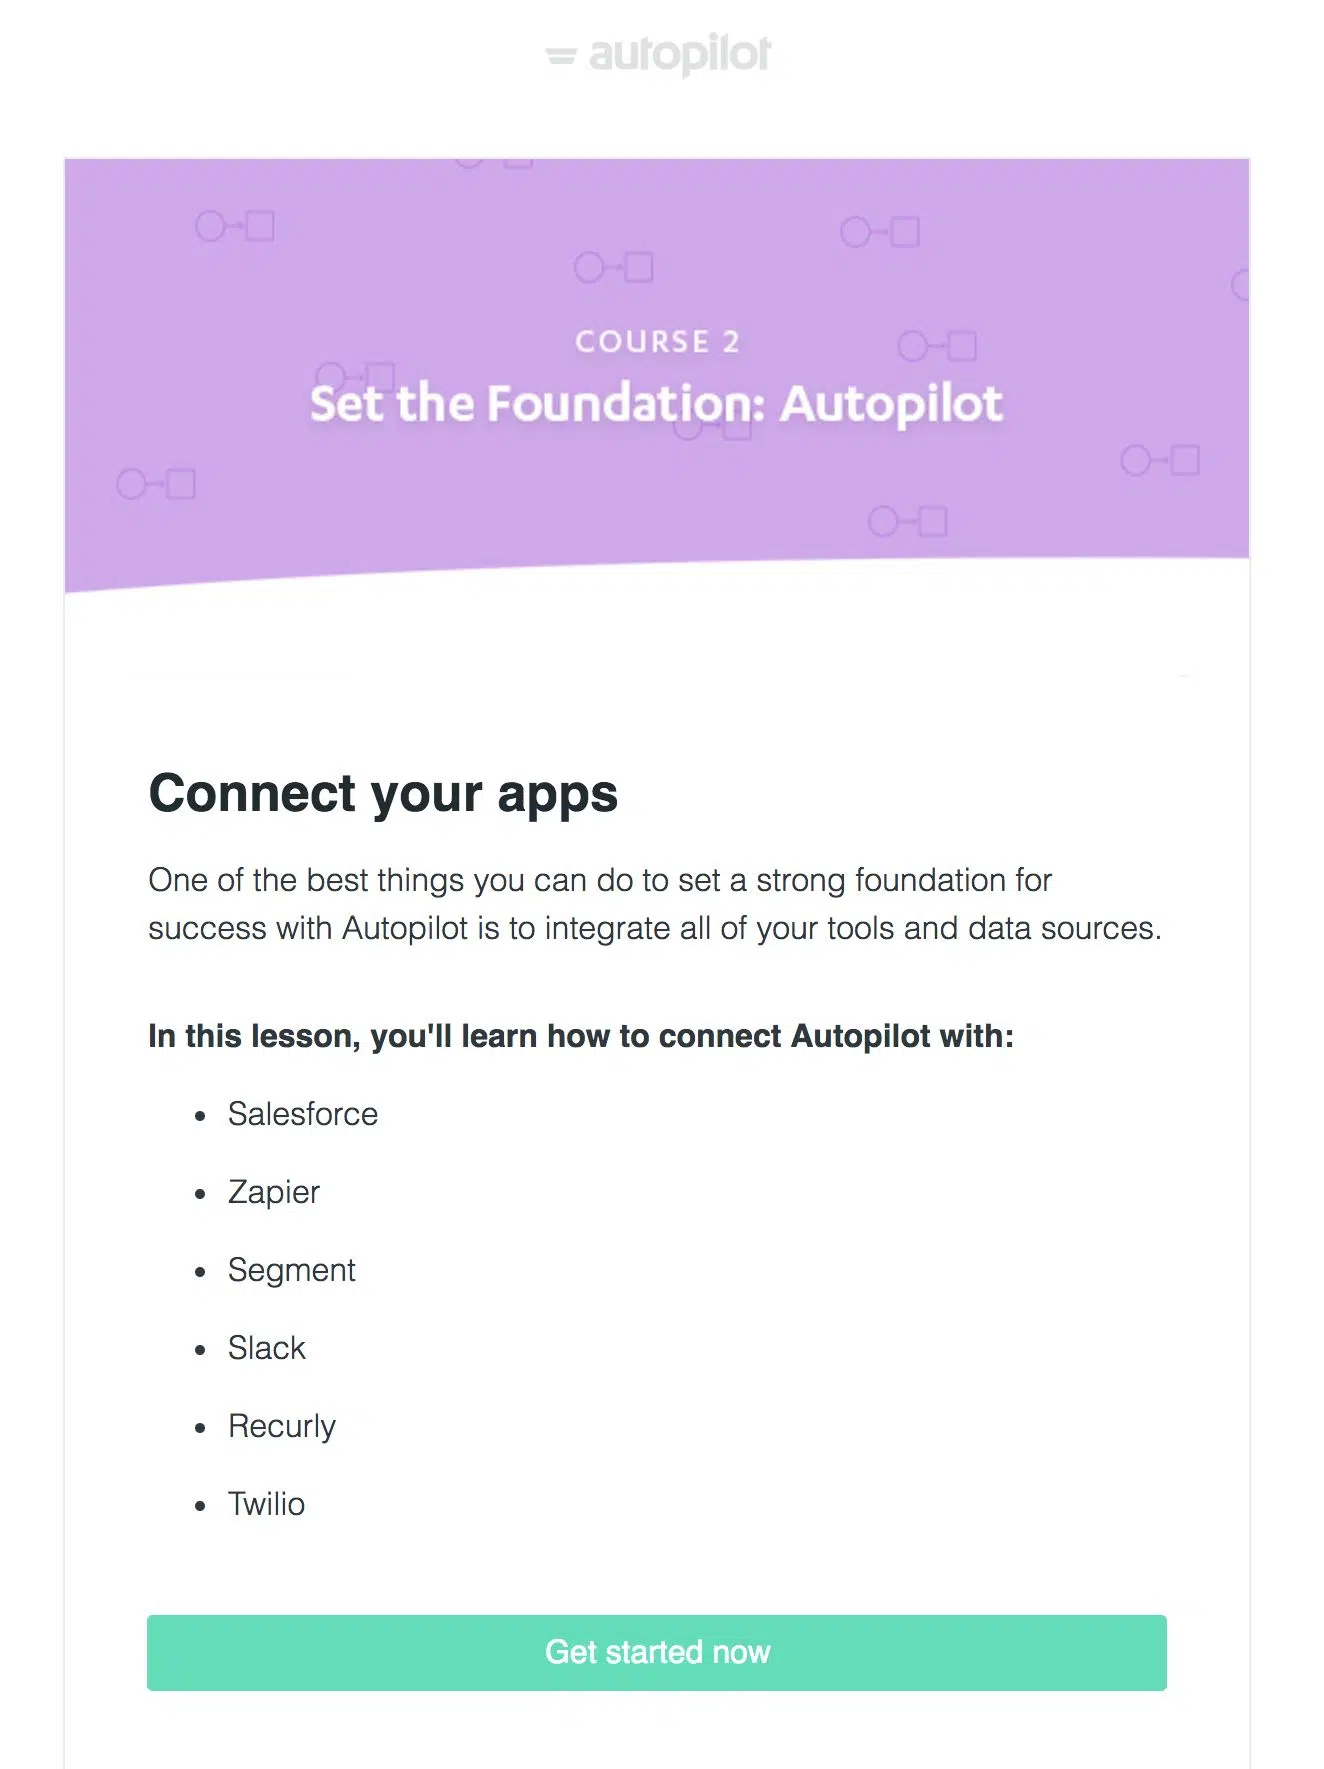 autopilot
COURSE 2
Set the Foundation: Autopilot
Connect your apps
One of the best things you can do to set a strong foundation for
success with Autopilot is to integrate all of your tools and data sources.
In this lesson, you'll learn how to connect Autopilot with:
• Salesforce
• Zapier
• Segment
• Slack
• Recurly
• Twilio
Get started now